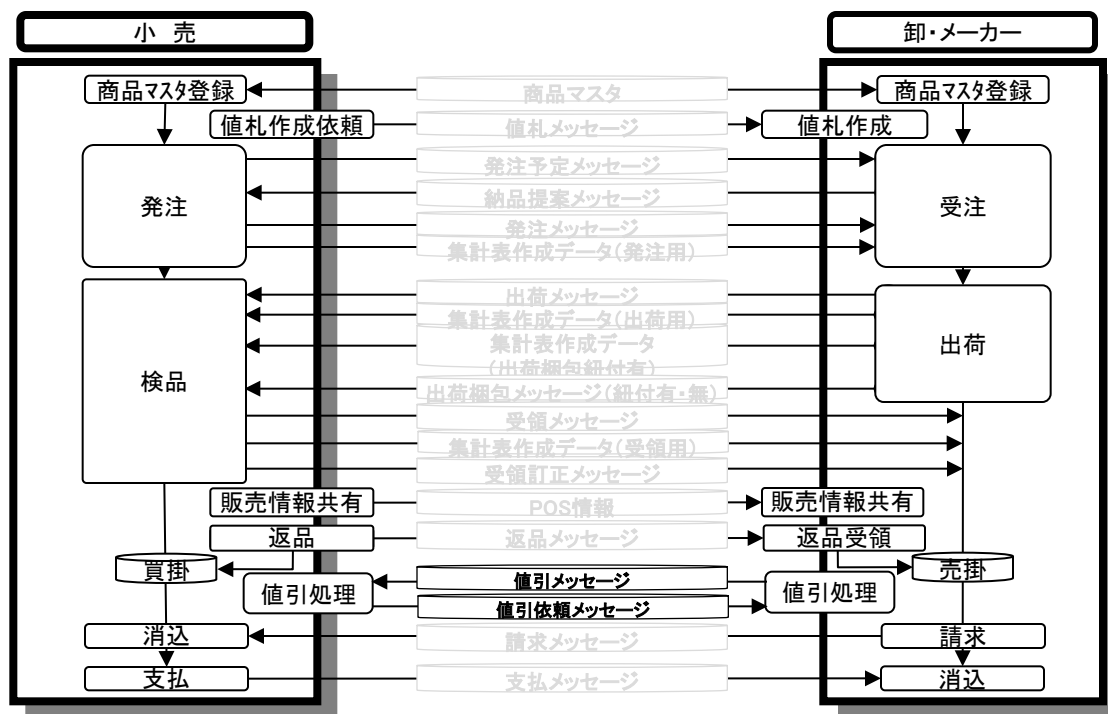 小 売
卸・メーカー
商品マスタ登録
商品マスタ
商品マスタ登録
値札作成依頼
値札メッセージ
値札作成
発注
発注予定メッセージ
納品提案メッセージ
発注メッセージ
集計表作成データ(発注用)
受注
検品
出荷メッセージ
集計表作成データ(出荷用)
集計表作成データ
(出荷梱包紐付有)
出荷梱包メッセージ(紐付有・無)
出荷
受領メッセージ
集計表作成データ(受領用)
受領訂正メッセージ
販売情報共有
POS情報
販売情報共有
返品
返品メッセージ
返品受領
買掛
売掛
値引処理
値引メッセージ
値引依頼メッセージ
値引処理
消込
請求メッセージ
請求
支払
支払メッセージ
消込